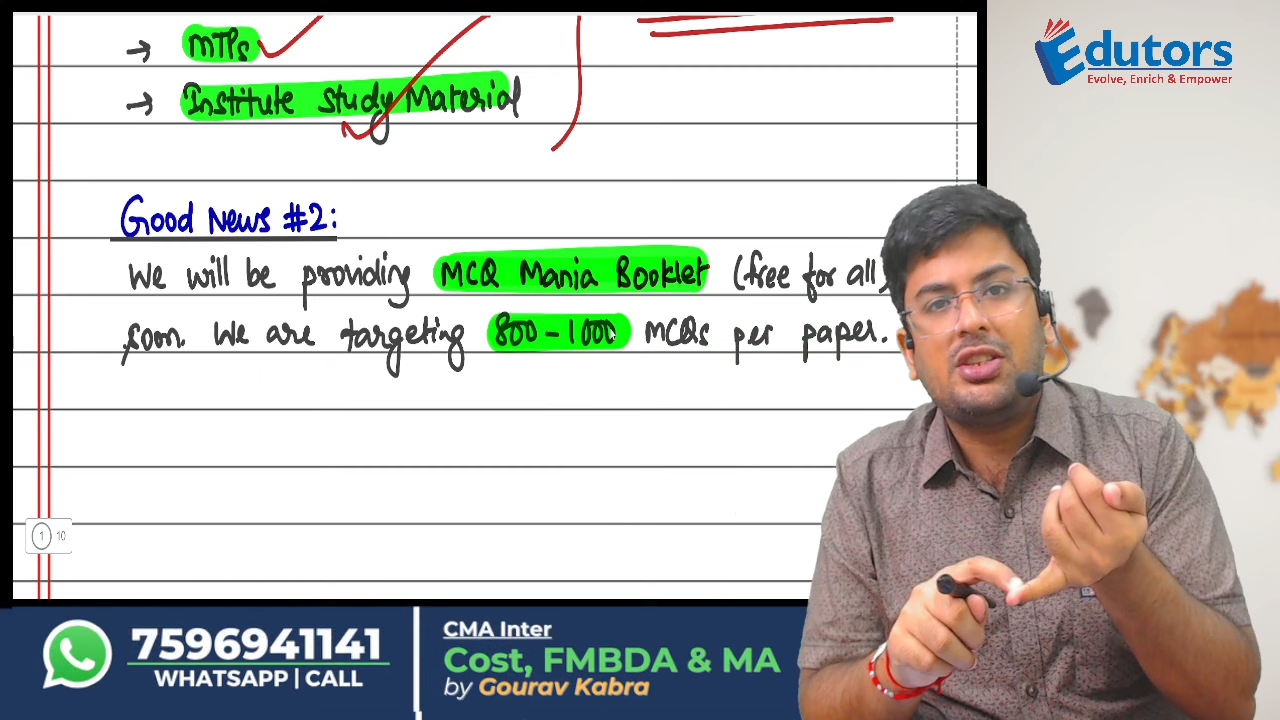 → MTPs
→ Institute Study Material
Edutors
Evolve, Enrich & Empower
Good News #2:
We will be providing MCQ Mania Booklet (free for all)
soon. We are targeting 800 - 1000 MCQs per paper.
1 10
7596941141
WHATSAPP | CALL
CMA Inter
Cost, FMBDA & MA
by Gourav Kabra